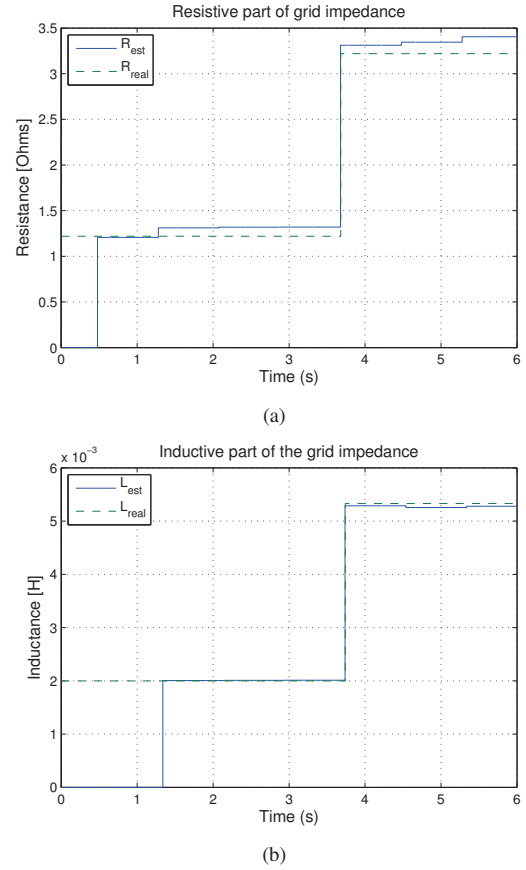 Resistive part of grid impedance
3.5
3
2.5
2
1.5
1
0.5
0
Resistance [Ohms]
R_est
R_real
0 1 2 3 4 5 6
Time (s)
(a)
x 10⁻³
Inductive part of the grid impedance
6
5
4
3
2
1
0
Inductance [H]
L_est
L_real
0 1 2 3 4 5 6
Time (s)
(b)